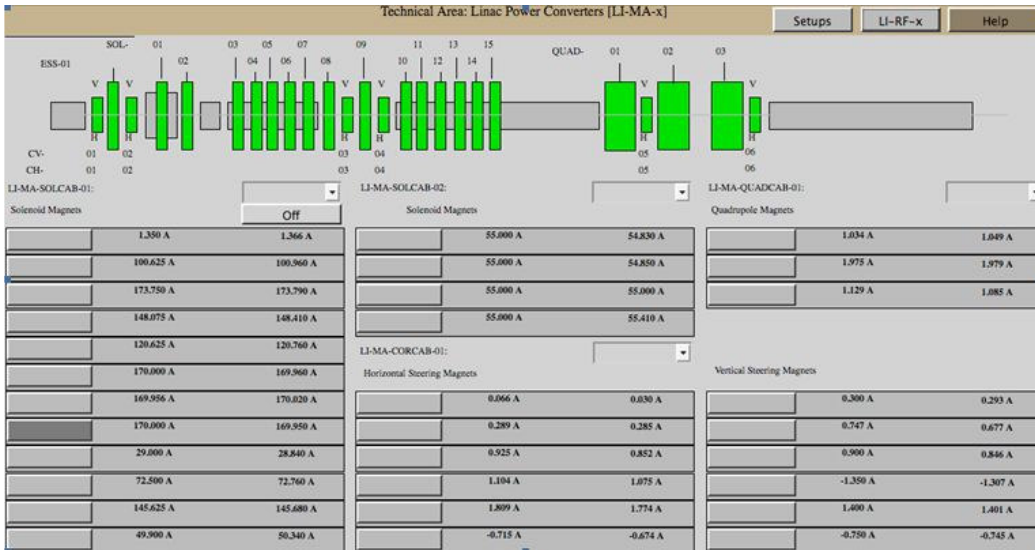 Technical Area: Linac Power Converters [LI-MA-x]
Setups LI-RF-x Help
SOL- 01 03 05 07 09 11 13 15 QUAD- 01 02 03
ESS-01 02 04 06 08 10 12 14
V V V V V V
H H H H H H
CV- 01 02 03 04 05 06
CH- 01 02 03 04 05 06
LI-MA-SOLCAB-01:
Solenoid Magnets
Off
1.350 A 1.366 A
100.625 A 100.960 A
173.750 A 173.790 A
148.075 A 148.410 A
120.625 A 120.760 A
170.000 A 169.960 A
169.956 A 170.020 A
170.000 A 169.950 A
29.000 A 28.840 A
72.500 A 72.760 A
145.625 A 145.680 A
49.900 A 50.340 A
LI-MA-SOLCAB-02:
Solenoid Magnets
55.000 A 54.830 A
55.000 A 54.850 A
55.000 A 55.000 A
55.000 A 55.410 A
LI-MA-CORCAB-01:
Horizontal Steering Magnets
0.066 A 0.030 A
0.289 A 0.285 A
0.925 A 0.852 A
1.104 A 1.075 A
1.809 A 1.774 A
-0.715 A -0.674 A
LI-MA-QUADCAB-01:
Quadrupole Magnets
1.034 A 1.049 A
1.975 A 1.979 A
1.129 A 1.085 A
Vertical Steering Magnets
0.300 A 0.293 A
0.747 A 0.677 A
0.900 A 0.846 A
-1.350 A -1.307 A
1.400 A 1.401 A
-0.750 A -0.745 A